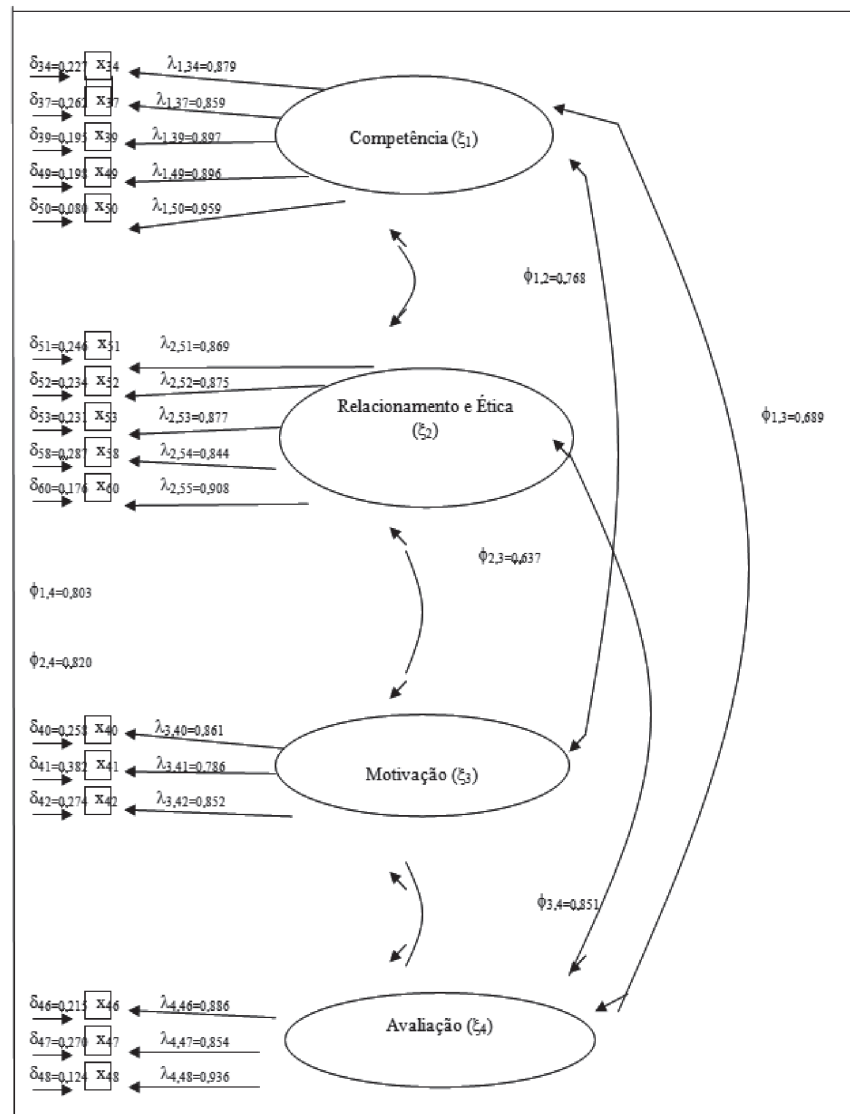 δ34=0,227 x34 λ1,34=0,879
δ37=0,262 x37 λ1,37=0,859
δ39=0,195 x39 λ1,39=0,897
Competência (ξ1)
δ49=0,198 x49 λ1,49=0,896
δ50=0,080 x50 λ1,50=0,959
ϕ1,2=0,768
δ51=0,246 x51 λ2,51=0,869
δ52=0,234 x52 λ2,52=0,875
Relacionamento e Ética
(ξ2)
δ53=0,231 x53 λ2,53=0,877
ϕ1,3=0,689
δ58=0,287 x58 λ2,54=0,844
δ60=0,176 x60 λ2,55=0,908
ϕ2,3=0,637
ϕ1,4=0,803
ϕ2,4=0,820
δ40=0,258 x40 λ3,40=0,861
δ41=0,382 x41 λ3,41=0,786
Motivação (ξ3)
δ42=0,274 x42 λ3,42=0,852
ϕ3,4=0,851
δ46=0,215 x46 λ4,46=0,886
Avaliação (ξ4)
δ47=0,270 x47 λ4,47=0,854
δ48=0,124 x48 λ4,48=0,936